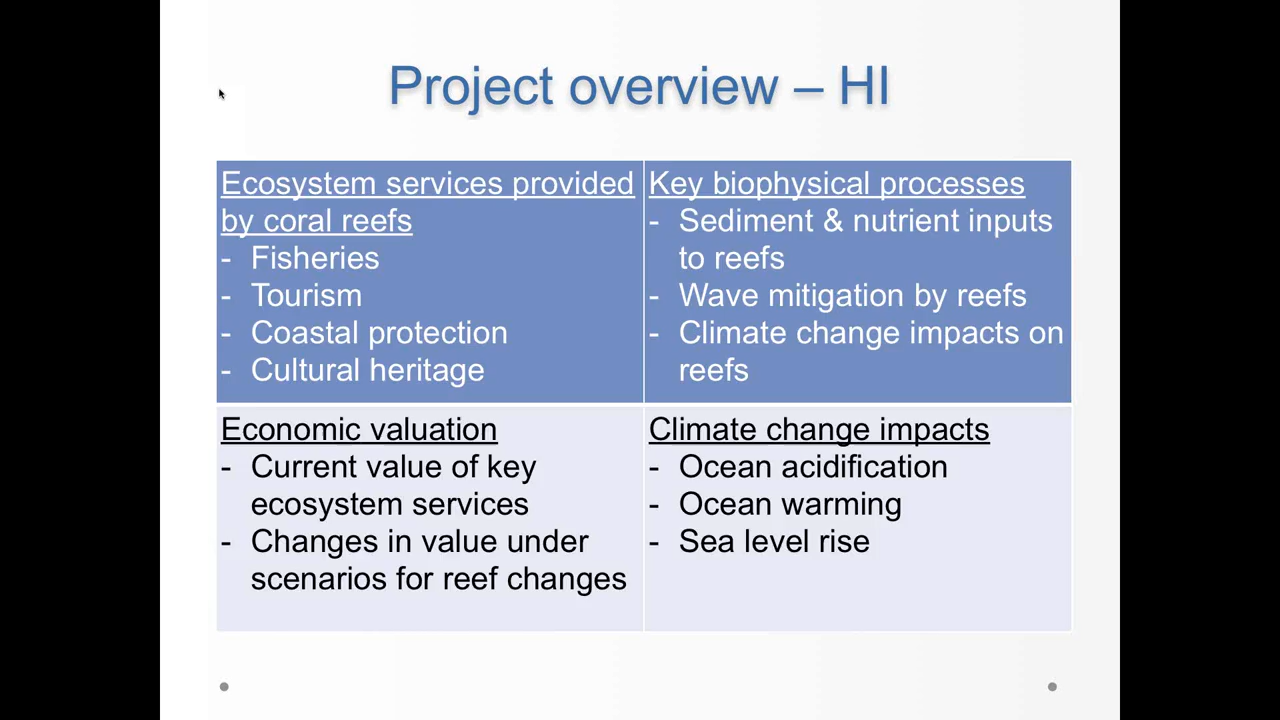 Project overview – HI
Ecosystem services provided
by coral reefs
- Fisheries
- Tourism
- Coastal protection
- Cultural heritage
Key biophysical processes
- Sediment & nutrient inputs
to reefs
- Wave mitigation by reefs
- Climate change impacts on
reefs
Economic valuation
- Current value of key
ecosystem services
- Changes in value under
scenarios for reef changes
Climate change impacts
- Ocean acidification
- Ocean warming
- Sea level rise